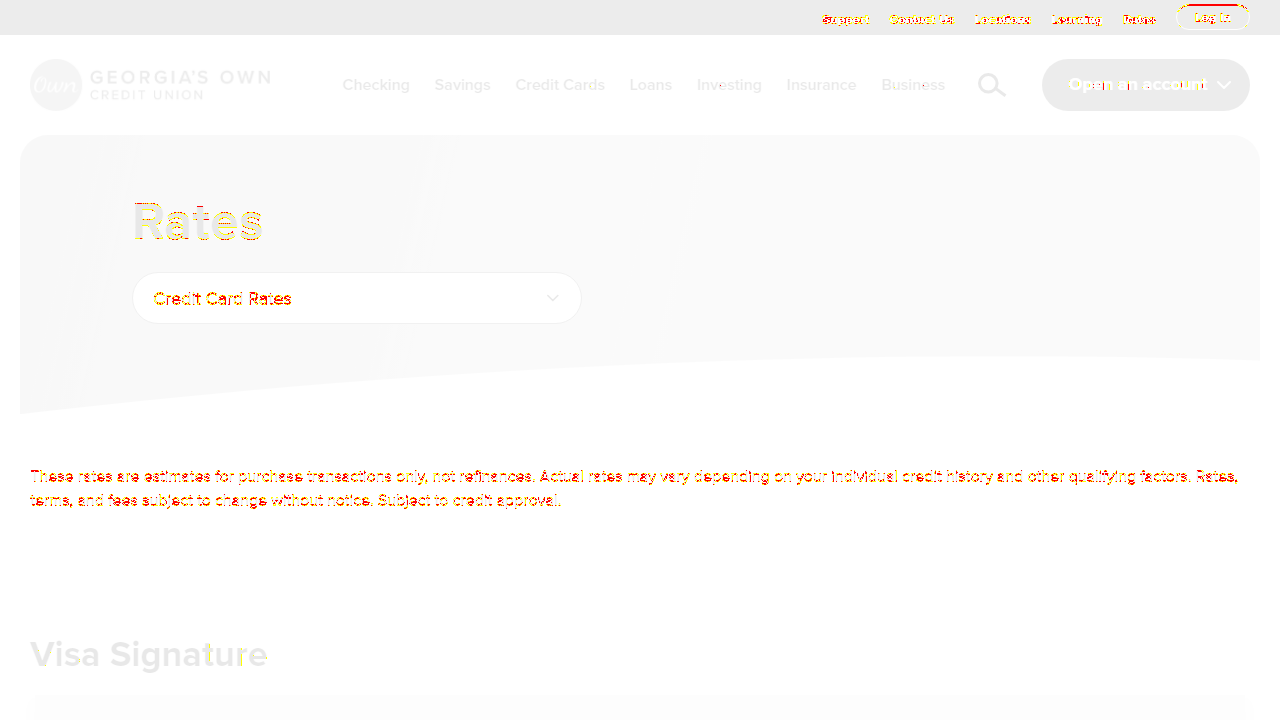 Support Contact Us Locations Learning Rates Log In
Own GEORGIA'S OWN
CREDIT UNION
Checking Savings Credit Cards Loans Investing Insurance Business Open an account
Rates
Credit Card Rates
These rates are estimates for purchase transactions only, not refinances. Actual rates may vary depending on your individual credit history and other qualifying factors. Rates,
terms, and fees subject to change without notice. Subject to credit approval.
Visa Signature